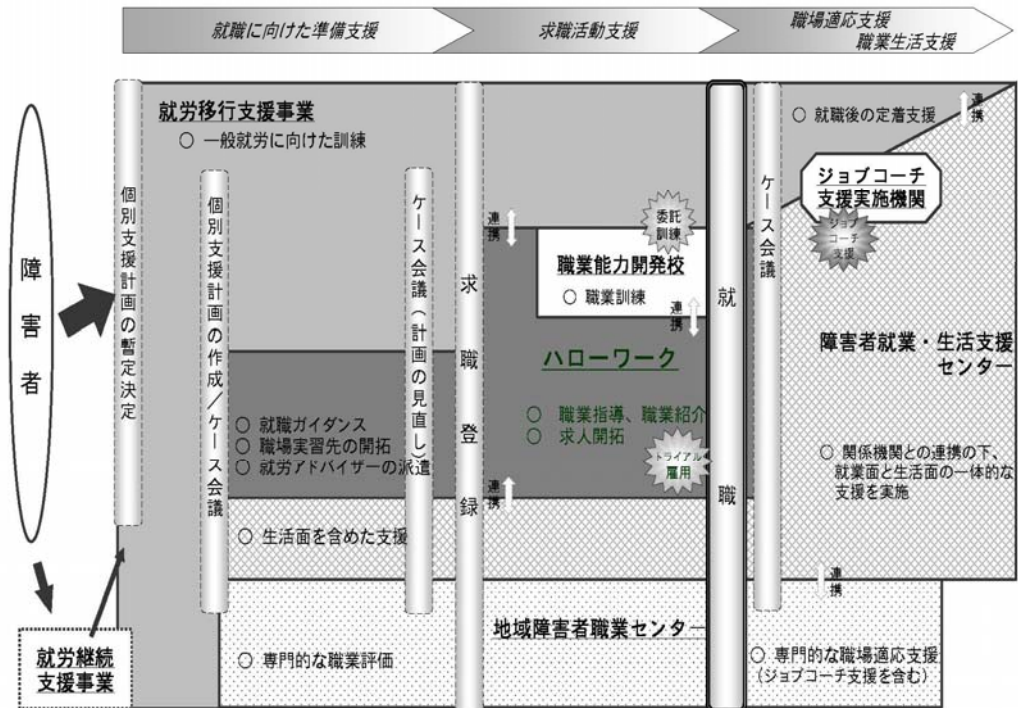 就職に向けた準備支援
求職活動支援
職場適応支援
職業生活支援
障害者
個別支援計画の暫定決定
就労移行支援事業
○ 一般就労に向けた訓練
個別支援計画の作成/ケース会議
ケース会議(計画の見直し)
求職登録
連携
委託
訓練
職業能力開発校
○ 職業訓練
連携
ハローワーク
○ 職業指導、職業紹介
○ 求人開拓
トライアル
雇用
○ 就職ガイダンス
○ 職場実習先の開拓
○ 就労アドバイザーの派遣
連携
○ 生活面を含めた支援
就職
ケース会議
○ 就職後の定着支援
連携
ジョブコーチ
支援実施機関
ジョブ
コーチ
支援
障害者就業・生活支援
センター
○ 関係機関との連携の下、
就業面と生活面の一体的な
支援を実施
連携
地域障害者職業センター
○ 専門的な職業評価
○ 専門的な職場適応支援
(ジョブコーチ支援を含む)
就労継続
支援事業